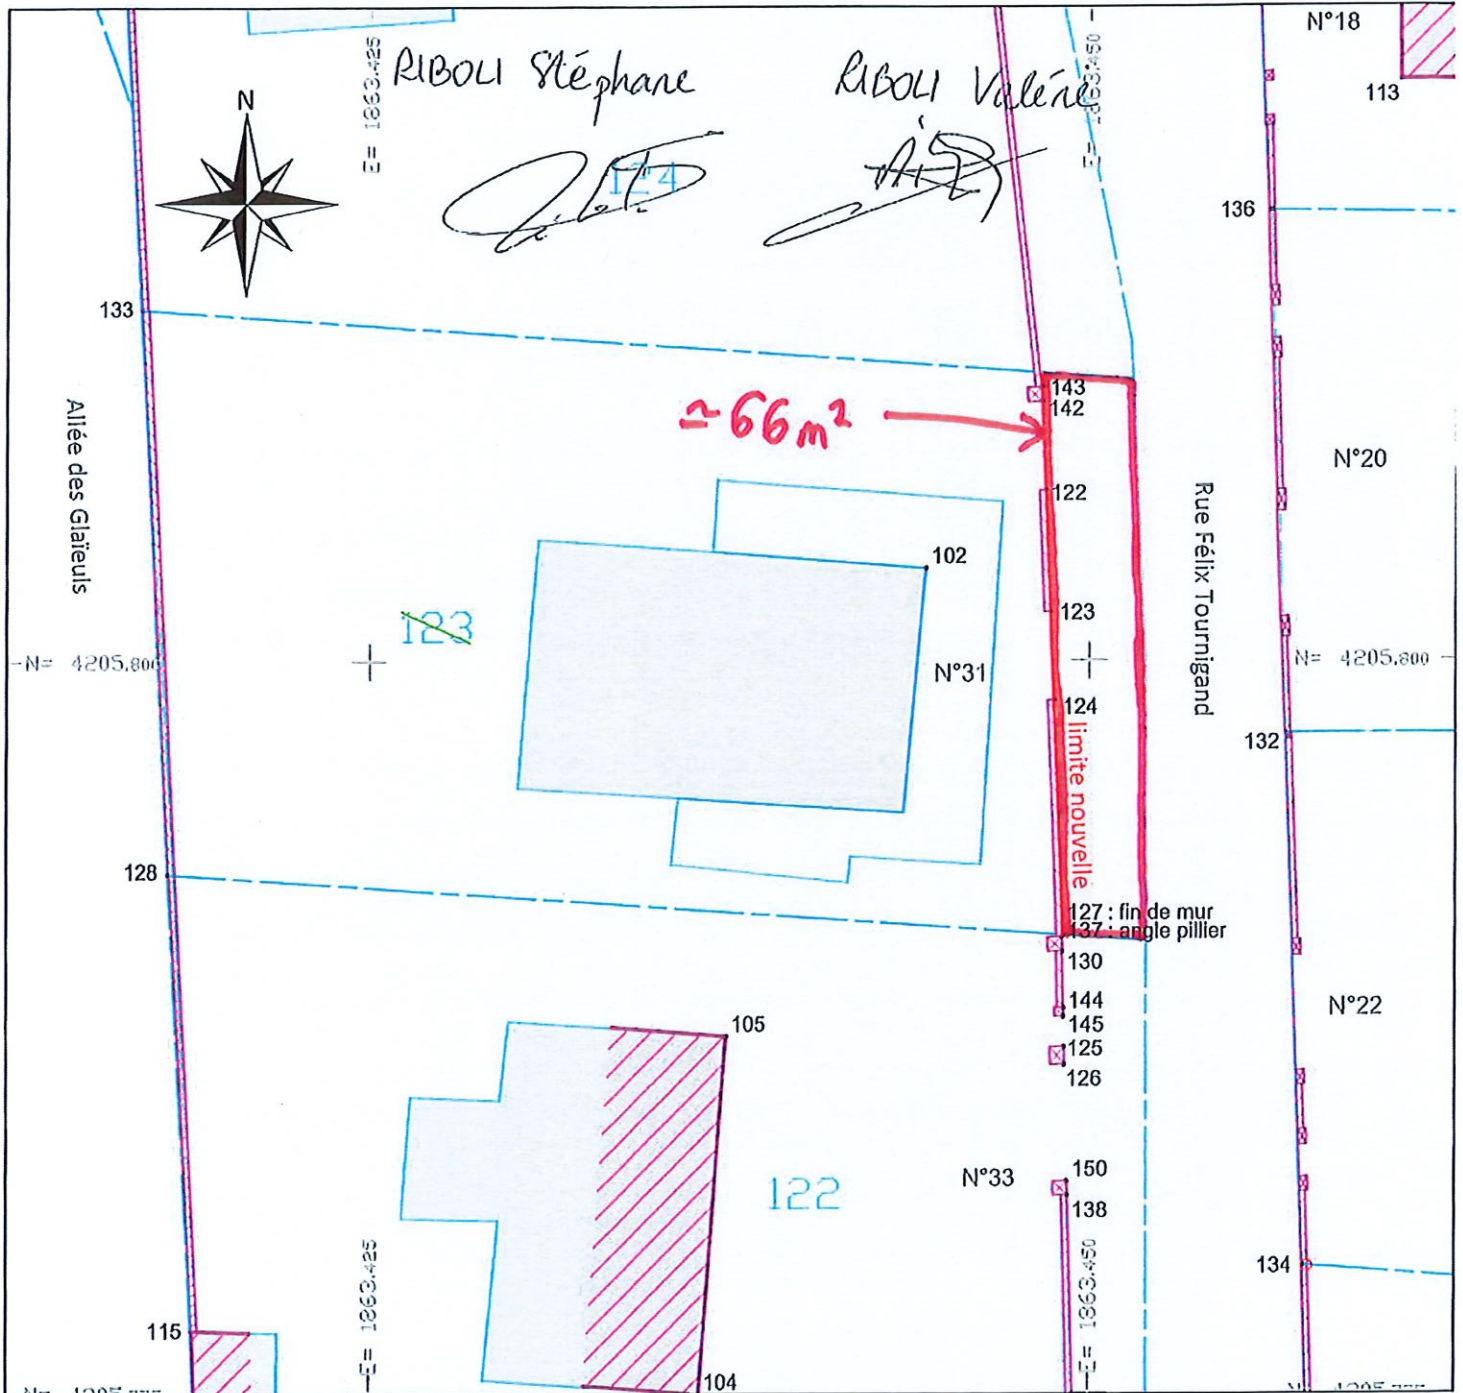 N°18
E= 1863.425
RIBOLI Stéphane
RIBOLI Valérie
E= 1863.450
113
N
124
136
133
143
142
≃ 66 m²
Allée des Glaïeuls
N°20
122
Rue Félix Tournigand
102
123
123
N= 4205.800
N°31
N= 4205.800
124
limite nouvelle
132
128
127 : fin de mur
137 : angle pillier
130
144
145
N°22
105
125
126
122
N°33
150
138
E= 1863.425
E= 1863.450
134
115
104